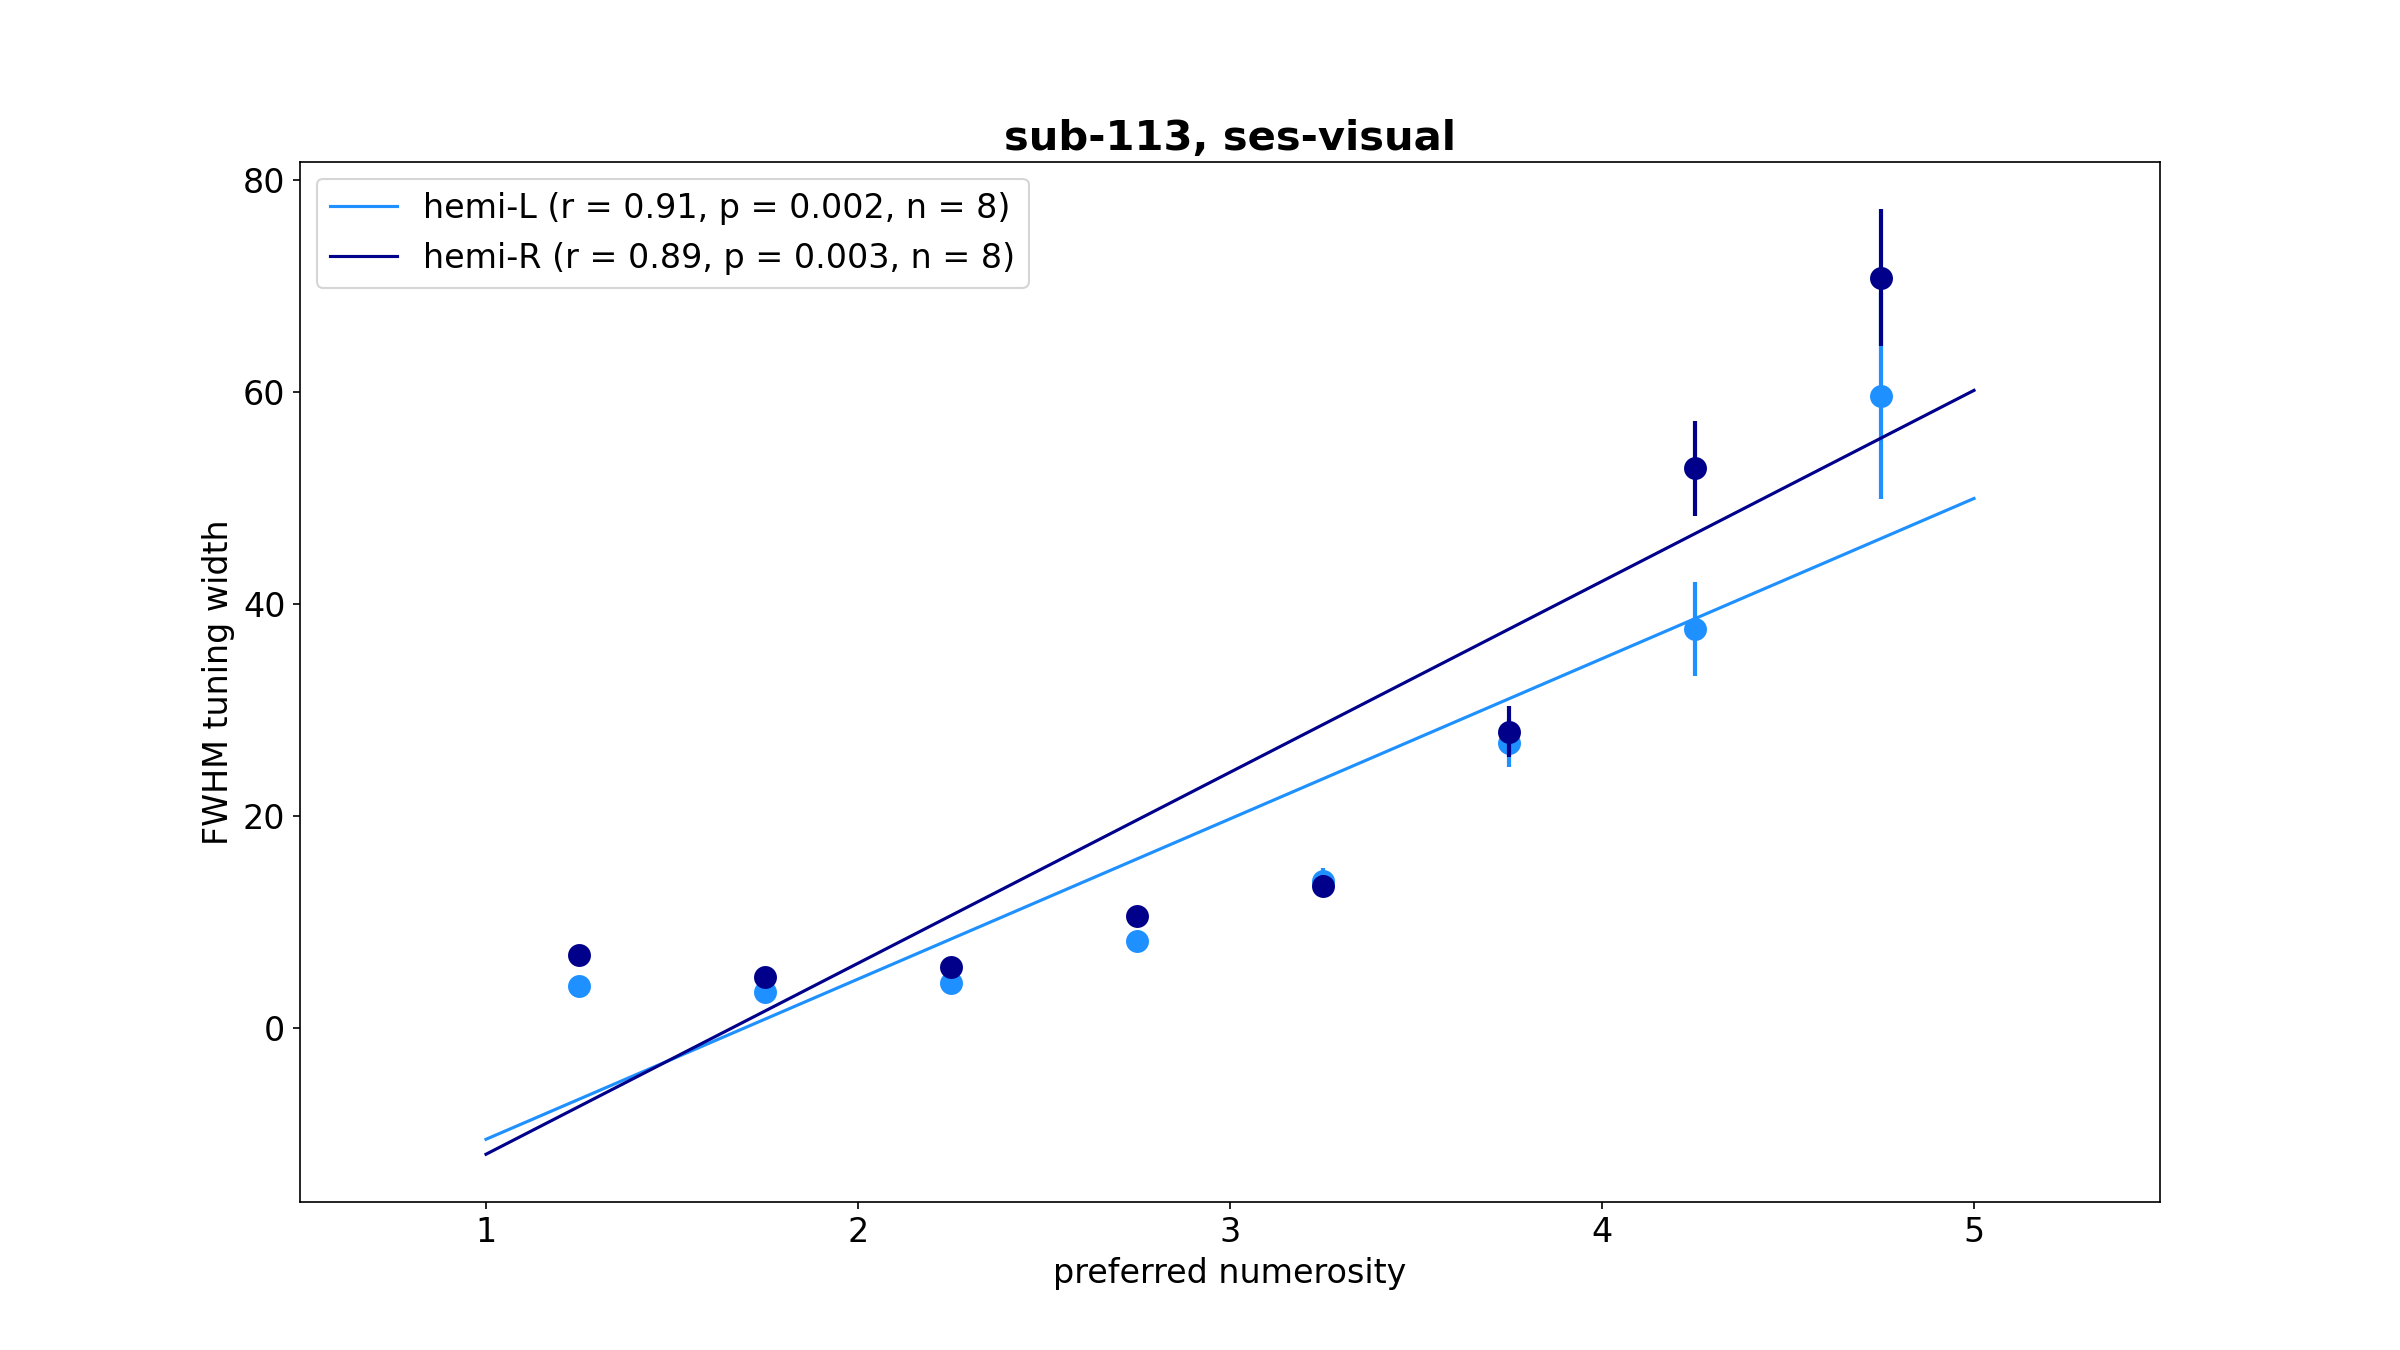 sub-113, ses-visual
80
hemi-L (r = 0.91, p = 0.002, n = 8)
hemi-R (r = 0.89, p = 0.003, n = 8)
60
40
20
0
FWHM tuning width
1 2 3 4 5
preferred numerosity